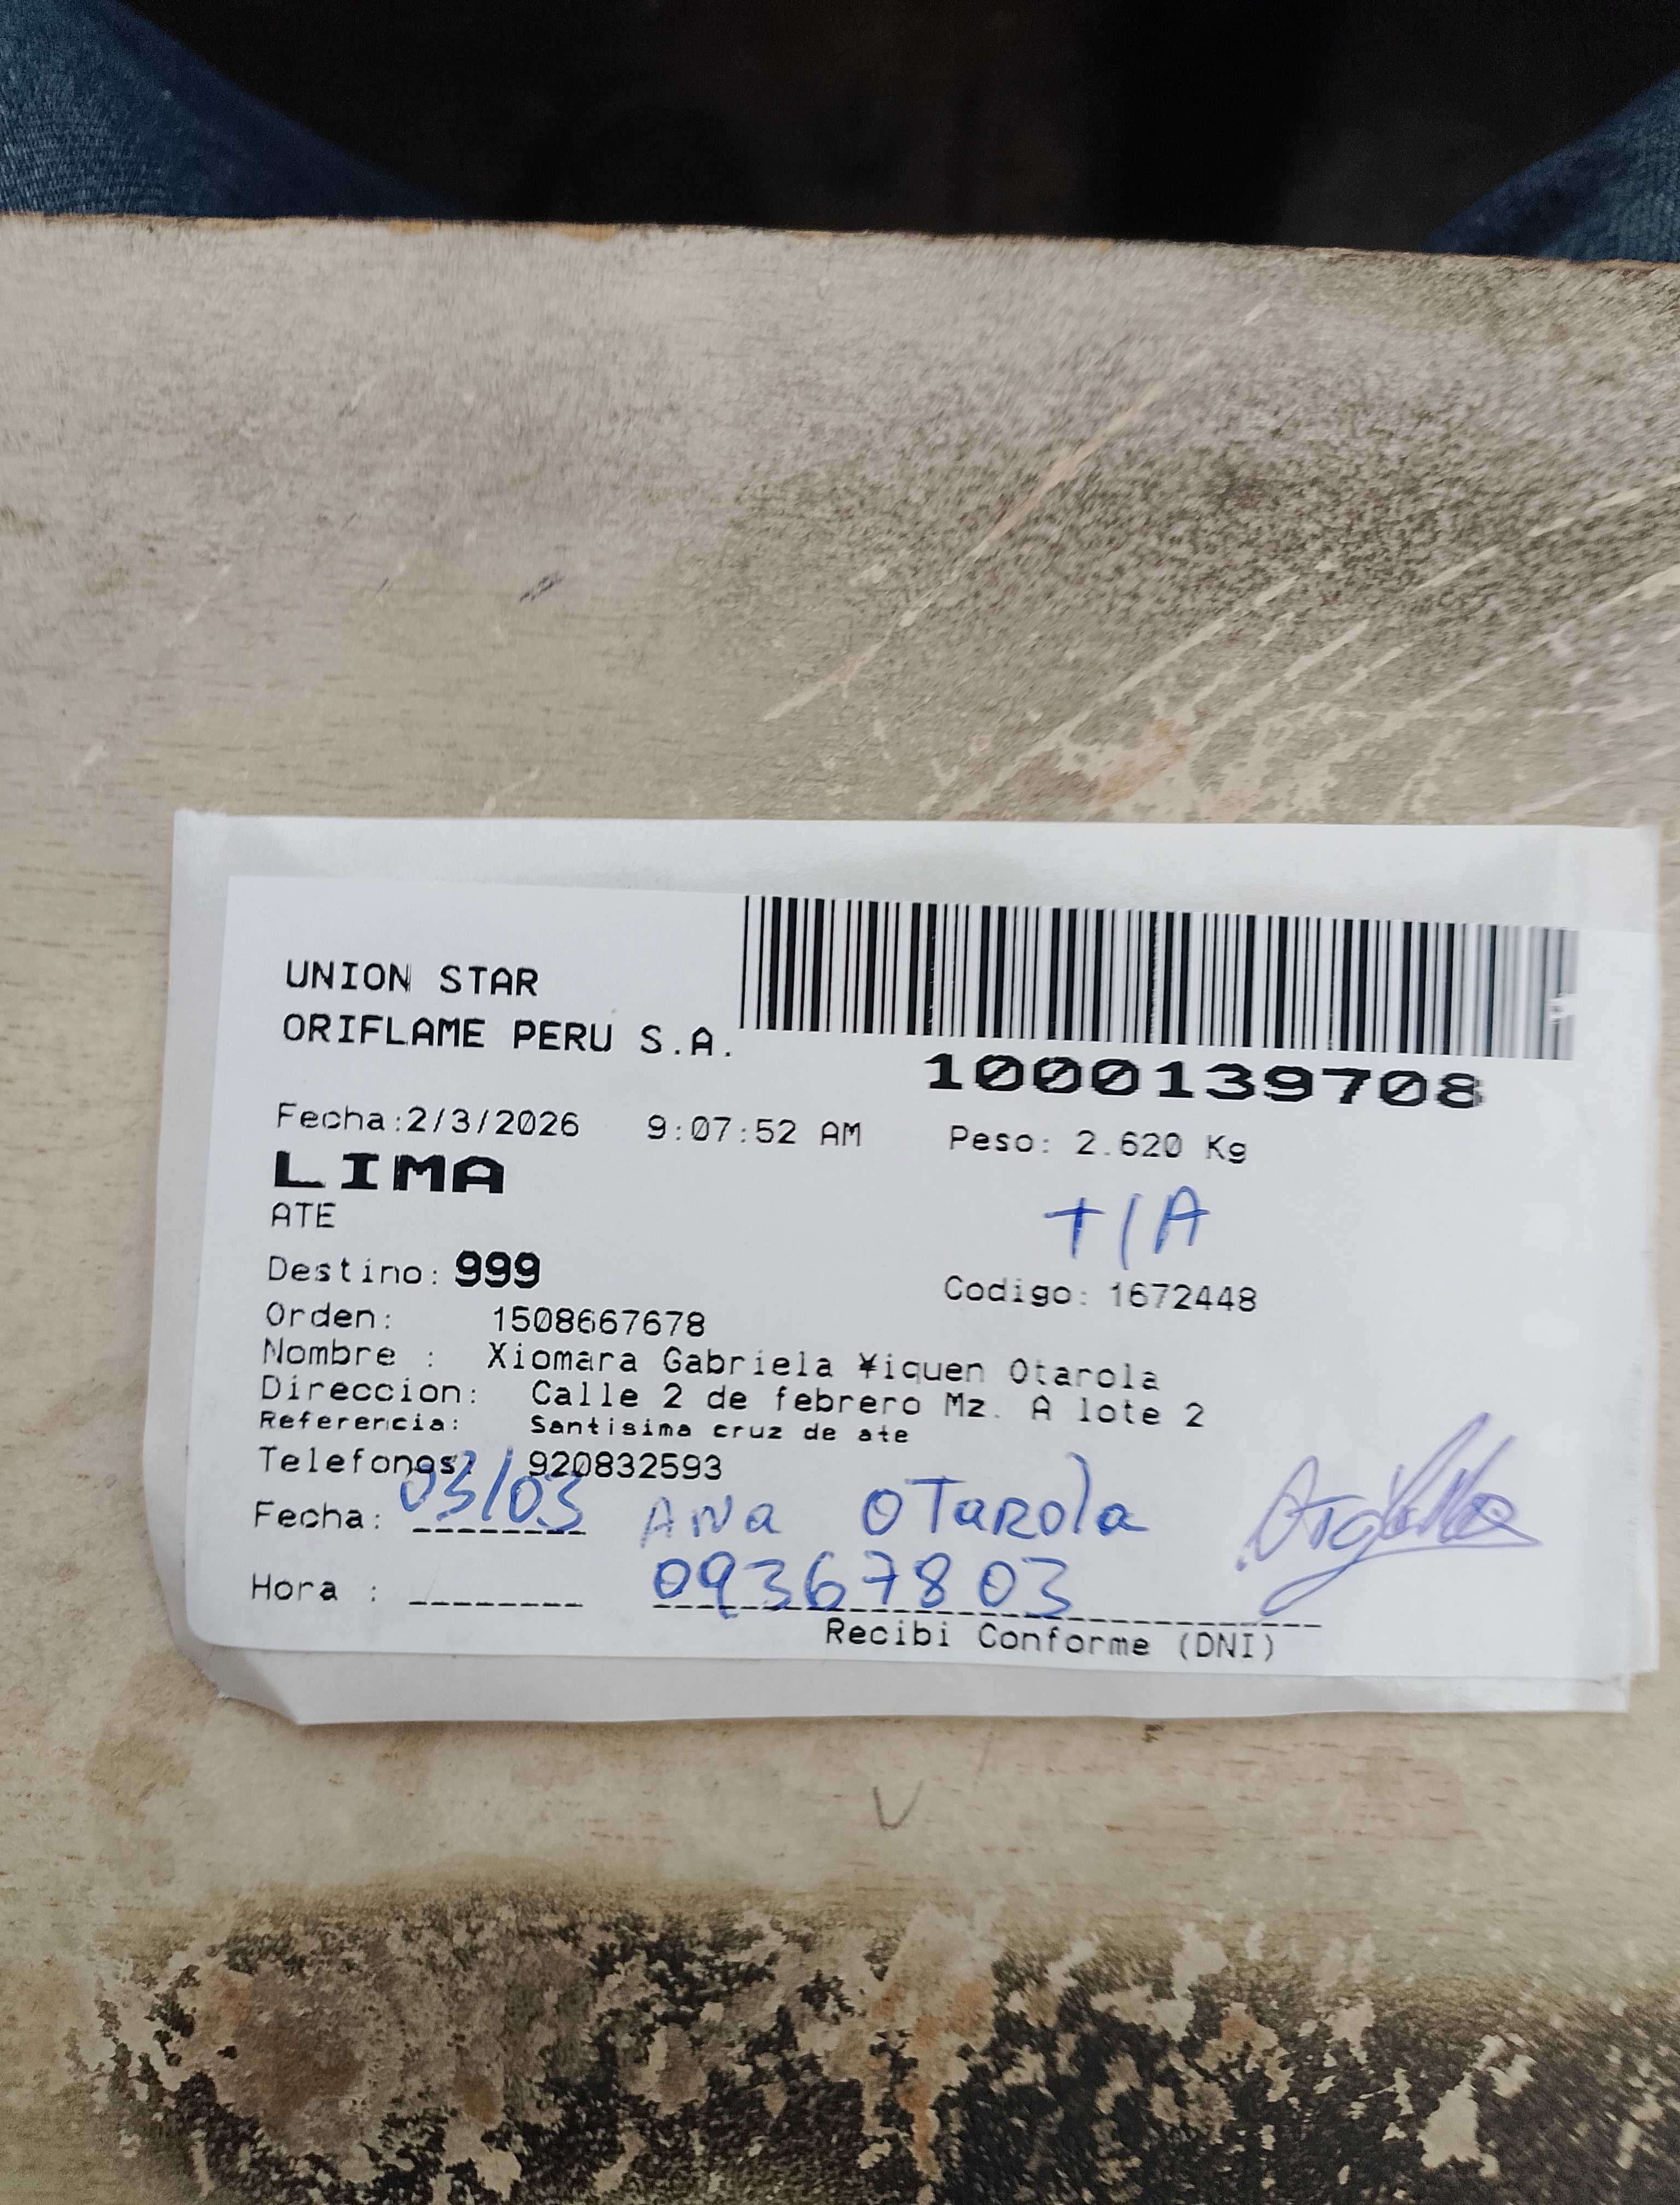 UNION STAR
ORIFLAME PERU S.A.
1000139708
Fecha:2/3/2026 9:07:52 AM Peso: 2.620 Kg
LIMA
ATE
T/A
Destino: 999
Codigo: 1672448
Orden: 1508667678
Nombre : Xiomara Gabriela ¥iquen Otarola
Direccion: Calle 2 de febrero Mz. A lote 2
Referencia: Santisima cruz de ate
Telefonos: 920832593
Fecha: 03/03 Ana OTaROla
Hora : 09367803
Recibi Conforme (DNI)